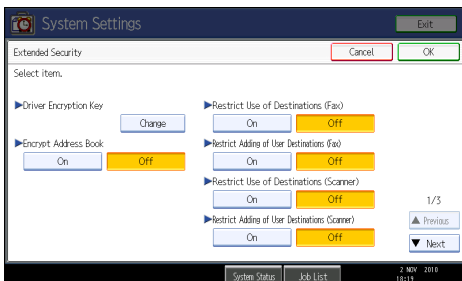 System Settings
Exit
Extended Security
Cancel
OK
Select item.
▶Driver Encryption Key
Change
▶Encrypt Address Book
On
Off
▶Restrict Use of Destinations (Fax)
On
Off
▶Restrict Adding of User Destinations (Fax)
On
Off
▶Restrict Use of Destinations (Scanner)
On
Off
▶Restrict Adding of User Destinations (Scanner)
On
Off
1/3
▲ Previous
▼ Next
System Status
Job List
2 NOV 2010
18:19